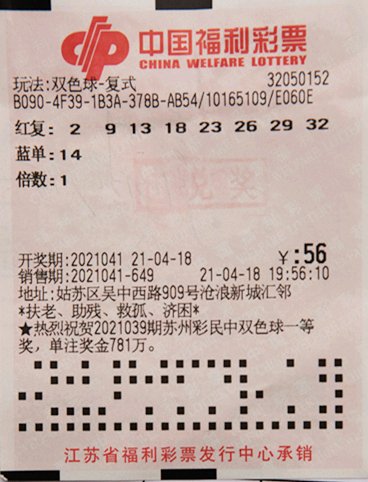 中国福利彩票
CHINA WELFARE LOTTERY
玩法:双色球-复式 32050152
B090-4F39-1B3A-378B-AB54/10165109/E060E
红复: 2 9 13 18 23 26 29 32
蓝单:14
倍数:1
兑奖
开奖期:2021041 21-04-18 ¥:56
销售期:2021041-649 21-04-18 19:56:10
地址:姑苏区吴中西路909号沧浪新城汇邻
*扶老、助残、救孤、济困*
★热烈祝贺2021039期苏州彩民中双色球一等
奖，单注奖金781万。
江苏省福利彩票发行中心承销